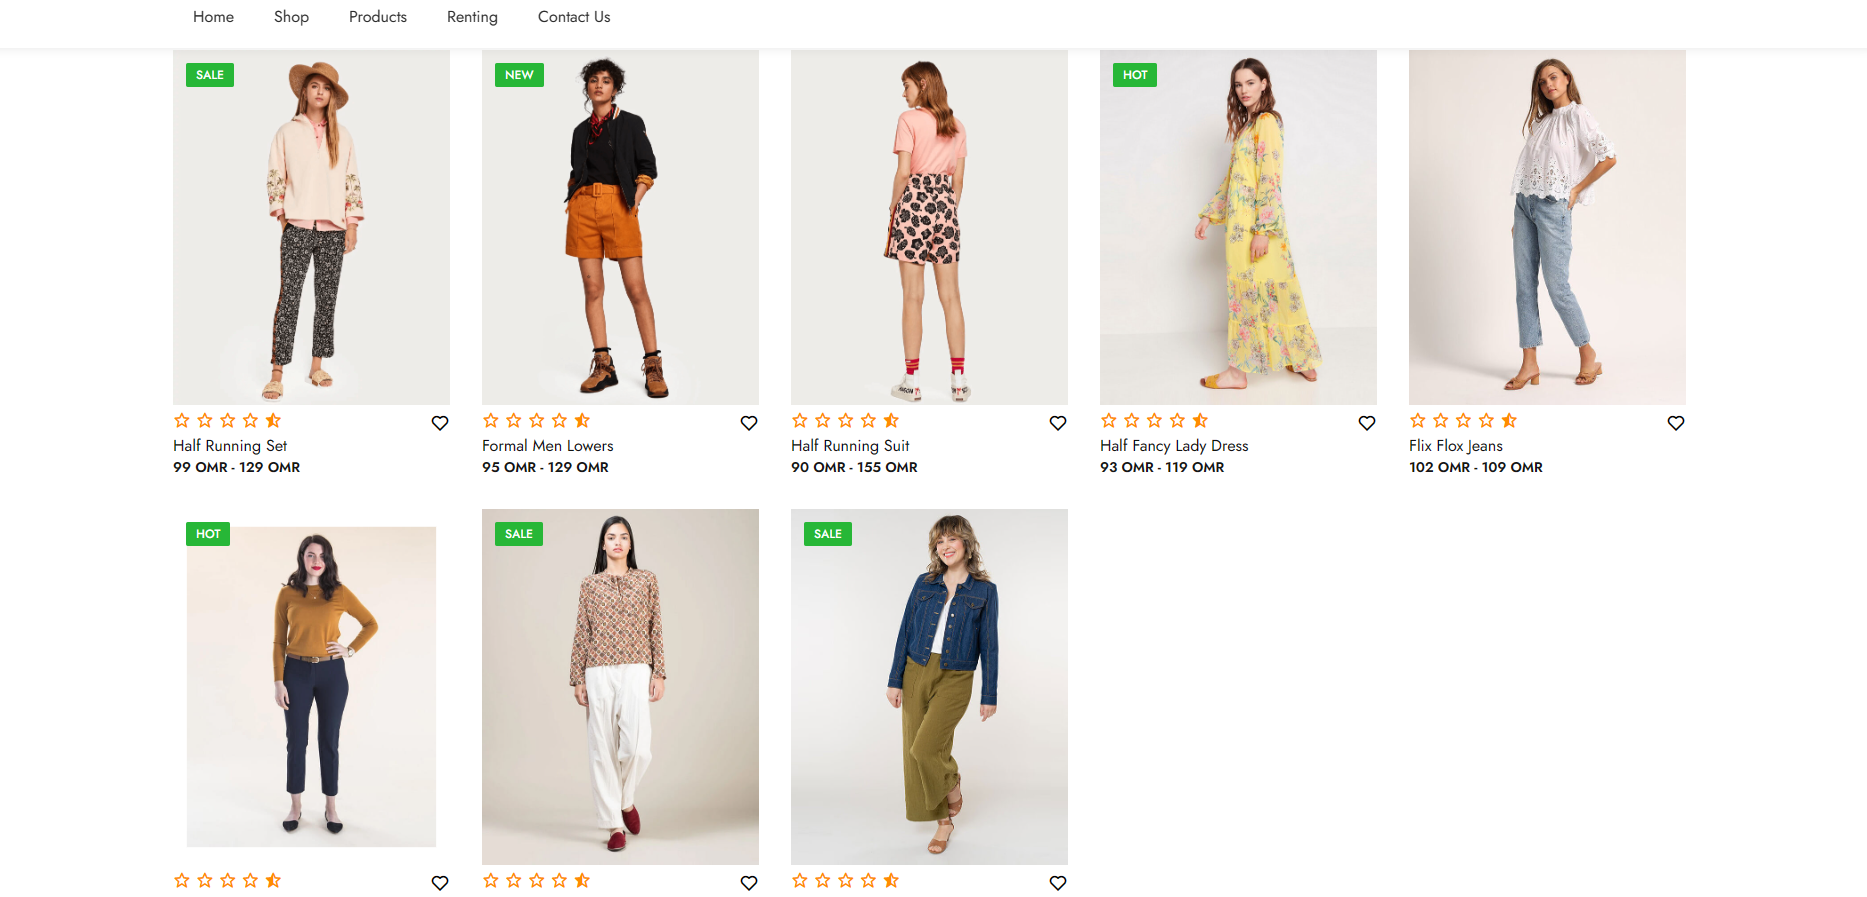 Home Shop Products Renting Contact Us
SALE
NEW
HOT
Half Running Set
99 OMR - 129 OMR
Formal Men Lowers
95 OMR - 129 OMR
Half Running Suit
90 OMR - 155 OMR
Half Fancy Lady Dress
93 OMR - 119 OMR
Flix Flox Jeans
102 OMR - 109 OMR
HOT
SALE
SALE